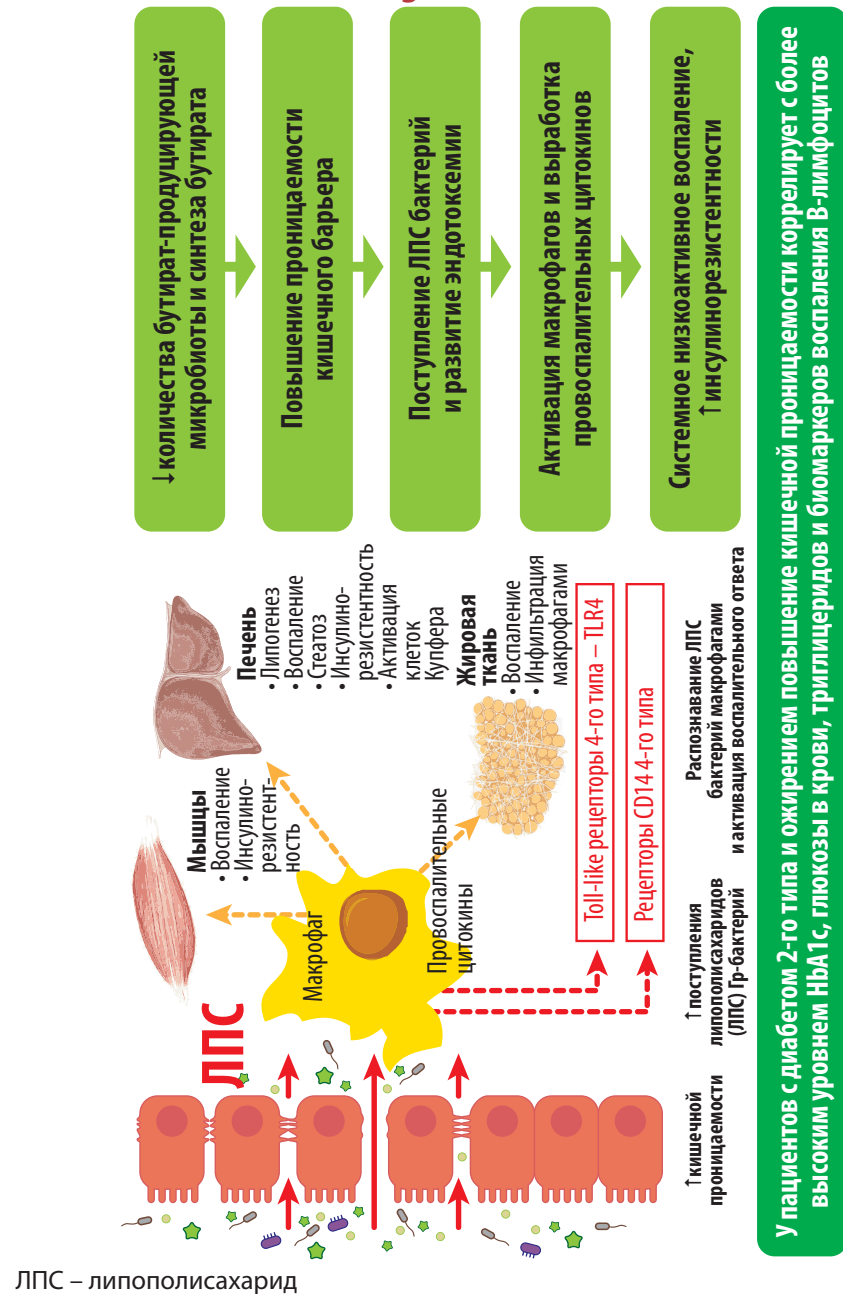 ЛПС
Макрофаг
Провоспалительные
цитокины
Мышцы
• Воспаление
• Инсулино-
резистент-
ность
Печень
• Липогенез
• Воспаление
• Стеатоз
• Инсулино-
резистентность
• Активация
клеток
Купфера
Жировая
ткань
• Воспаление
• Инфильтрация
макрофагами
Toll-like рецепторы 4-го типа – TLR4
Рецепторы CD14 4-го типа
↑кишечной
проницаемости
↑поступления
липополисахаридов
(ЛПС) Гр-бактерий
Распознавание ЛПС
бактерий макрофагами
и активация воспалительного ответа
↓количества бутират-продуцирующей
микробиоты и синтеза бутирата
Повышение проницаемости
кишечного барьера
Поступление ЛПС бактерий
и развитие эндотоксемии
Активация макрофагов и выработка
провоспалительных цитокинов
Системное низкоактивное воспаление,
↑инсулинорезистентности
У пациентов с диабетом 2-го типа и ожирением повышение кишечной проницаемости коррелирует с более
высоким уровнем HbA1c, глюкозы в крови, триглицеридов и биомаркеров воспаления В-лимфоцитов
ЛПС – липополисахарид